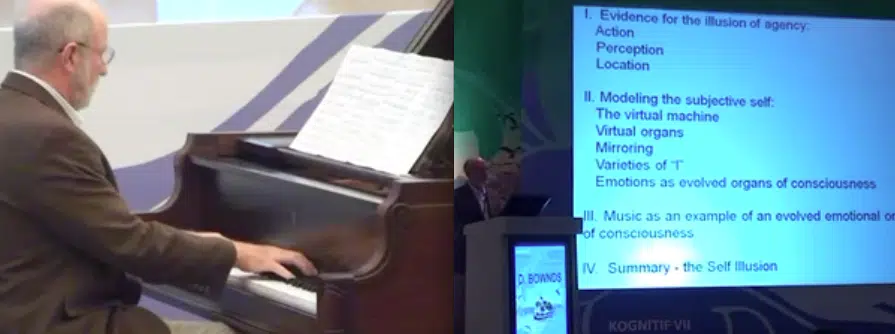 I. Evidence for the illusion of agency:
Action
Perception
Location
II. Modeling the subjective self:
The virtual machine
Virtual organs
Mirroring
Varieties of "I"
Emotions as evolved organs of consciousness
III. Music as an example of an evolved emotional
of consciousness
IV. Summary - the Self Illusion
D. BOWNDS
KOGNITIF VII